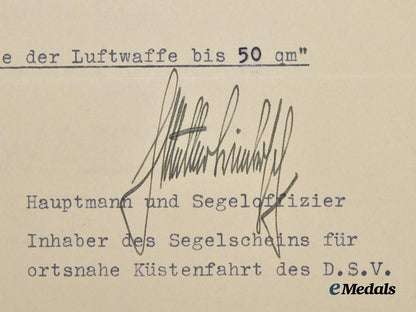 e der Luftwaffe bis 50 qm"
Hauptmann und Segeloffizier
Inhaber des Segelscheins für
ortsnahe Küstenfahrt des D.S.V.
eMedals